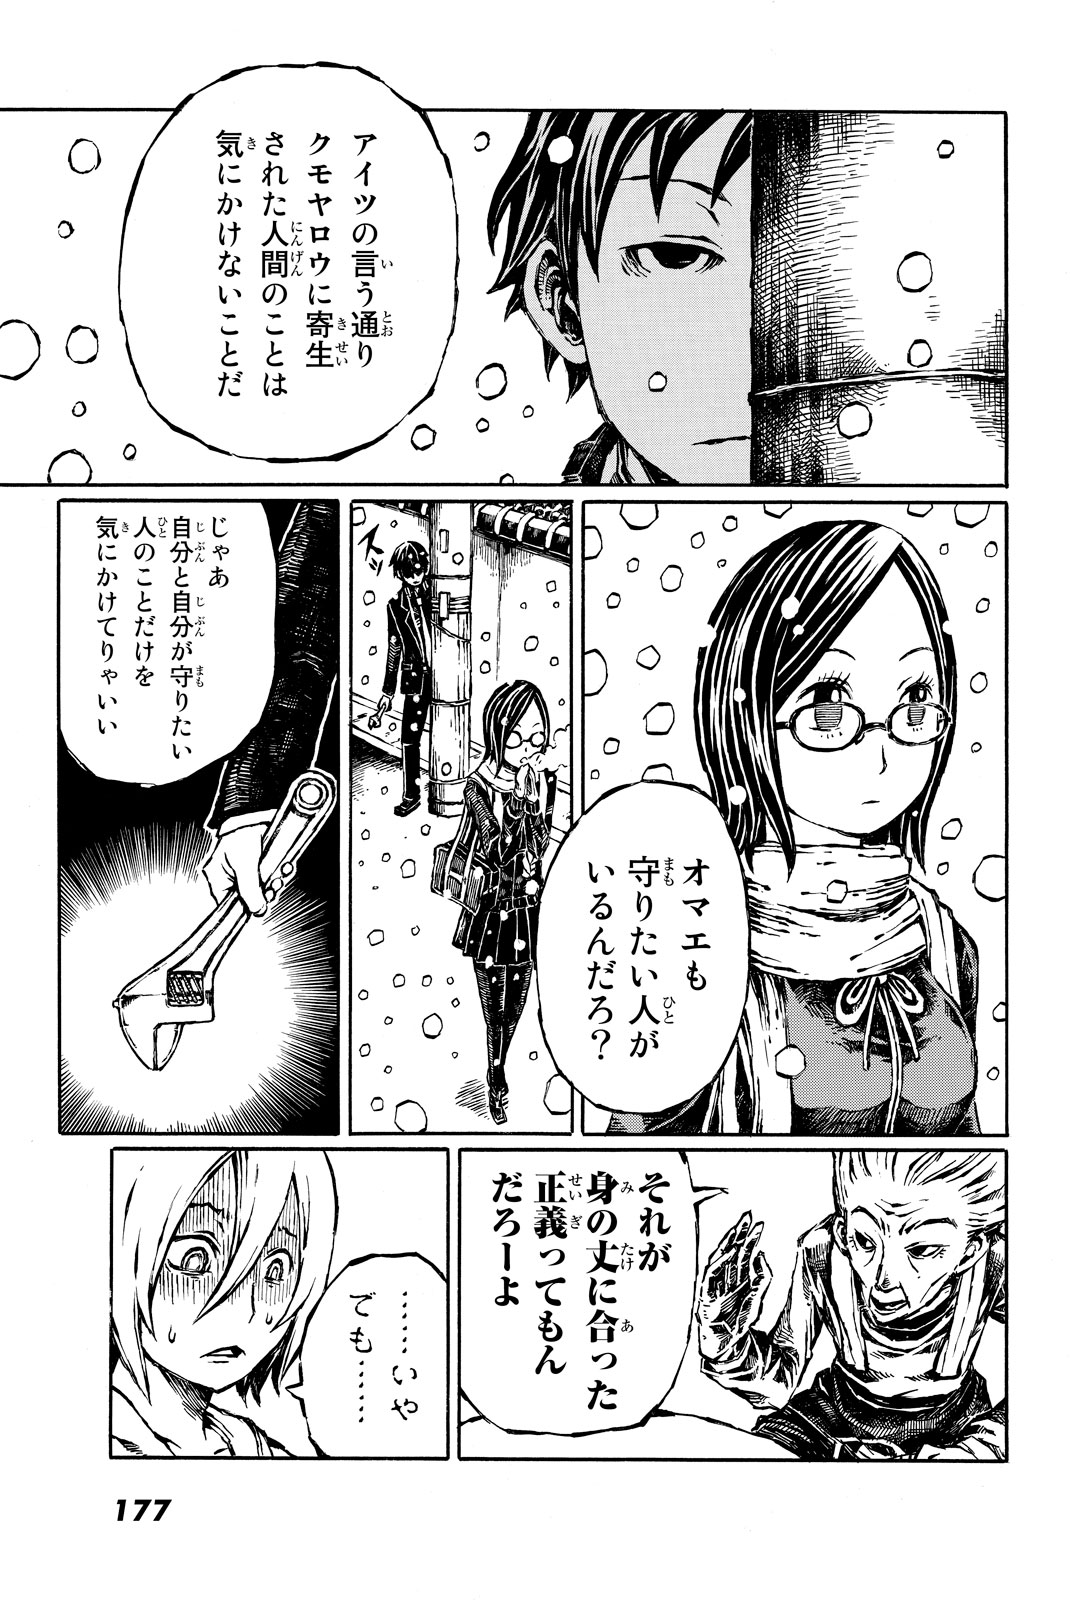 アイツの言う通り
クモヤロウに寄生
された人間のことは
気にかけないことだ
オマエも
守りたい人が
いるんだろ?
スッ
じゃあ
自分と自分が守りたい
人のことだけを
気にかけてりゃいい
それが
身の丈に合った
正義ってもん
だろーよ
……いや
でも……
177